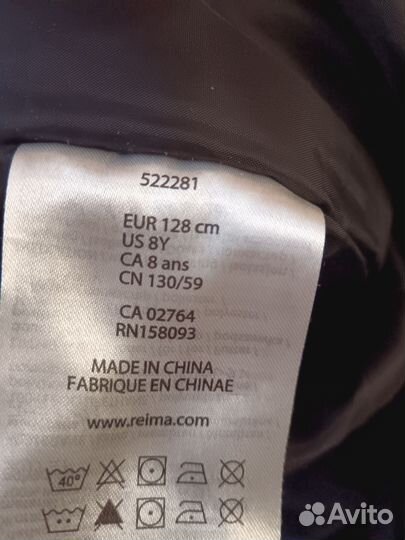 522281
EUR 128 cm
US 8Y
CA 8 ans
CN 130/59
CA 02764
RN158093
MADE IN CHINA
FABRIQUE EN CHINAE
www.reima.com
40°
Avito